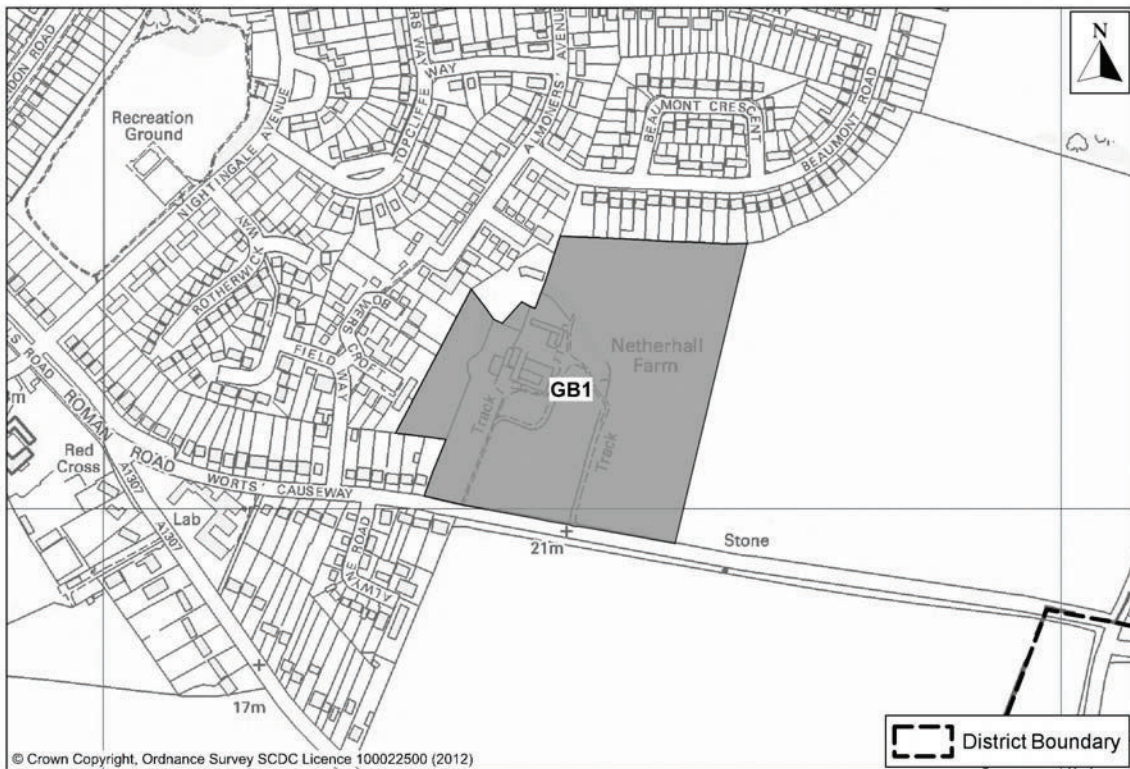 NIGHTINGALE AVENUE
TOPCLIFFE WAY
ALMONERS' AVENUE
BEAUMONT CRESCENT
BEAUMONT ROAD
N
Recreation
Ground
ROTHERWICK WAY
BOWERS CROFT
FIELD WAY
Netherhall
Farm
GB1
Track
Track
ROAD
ROMAN ROAD
Red
Cross
A1307
WORTS' CAUSEWAY
Lab
A1307
ALWYNE ROAD
21m
Stone
17m
District Boundary
© Crown Copyright, Ordnance Survey SCDC Licence 100022500 (2012)